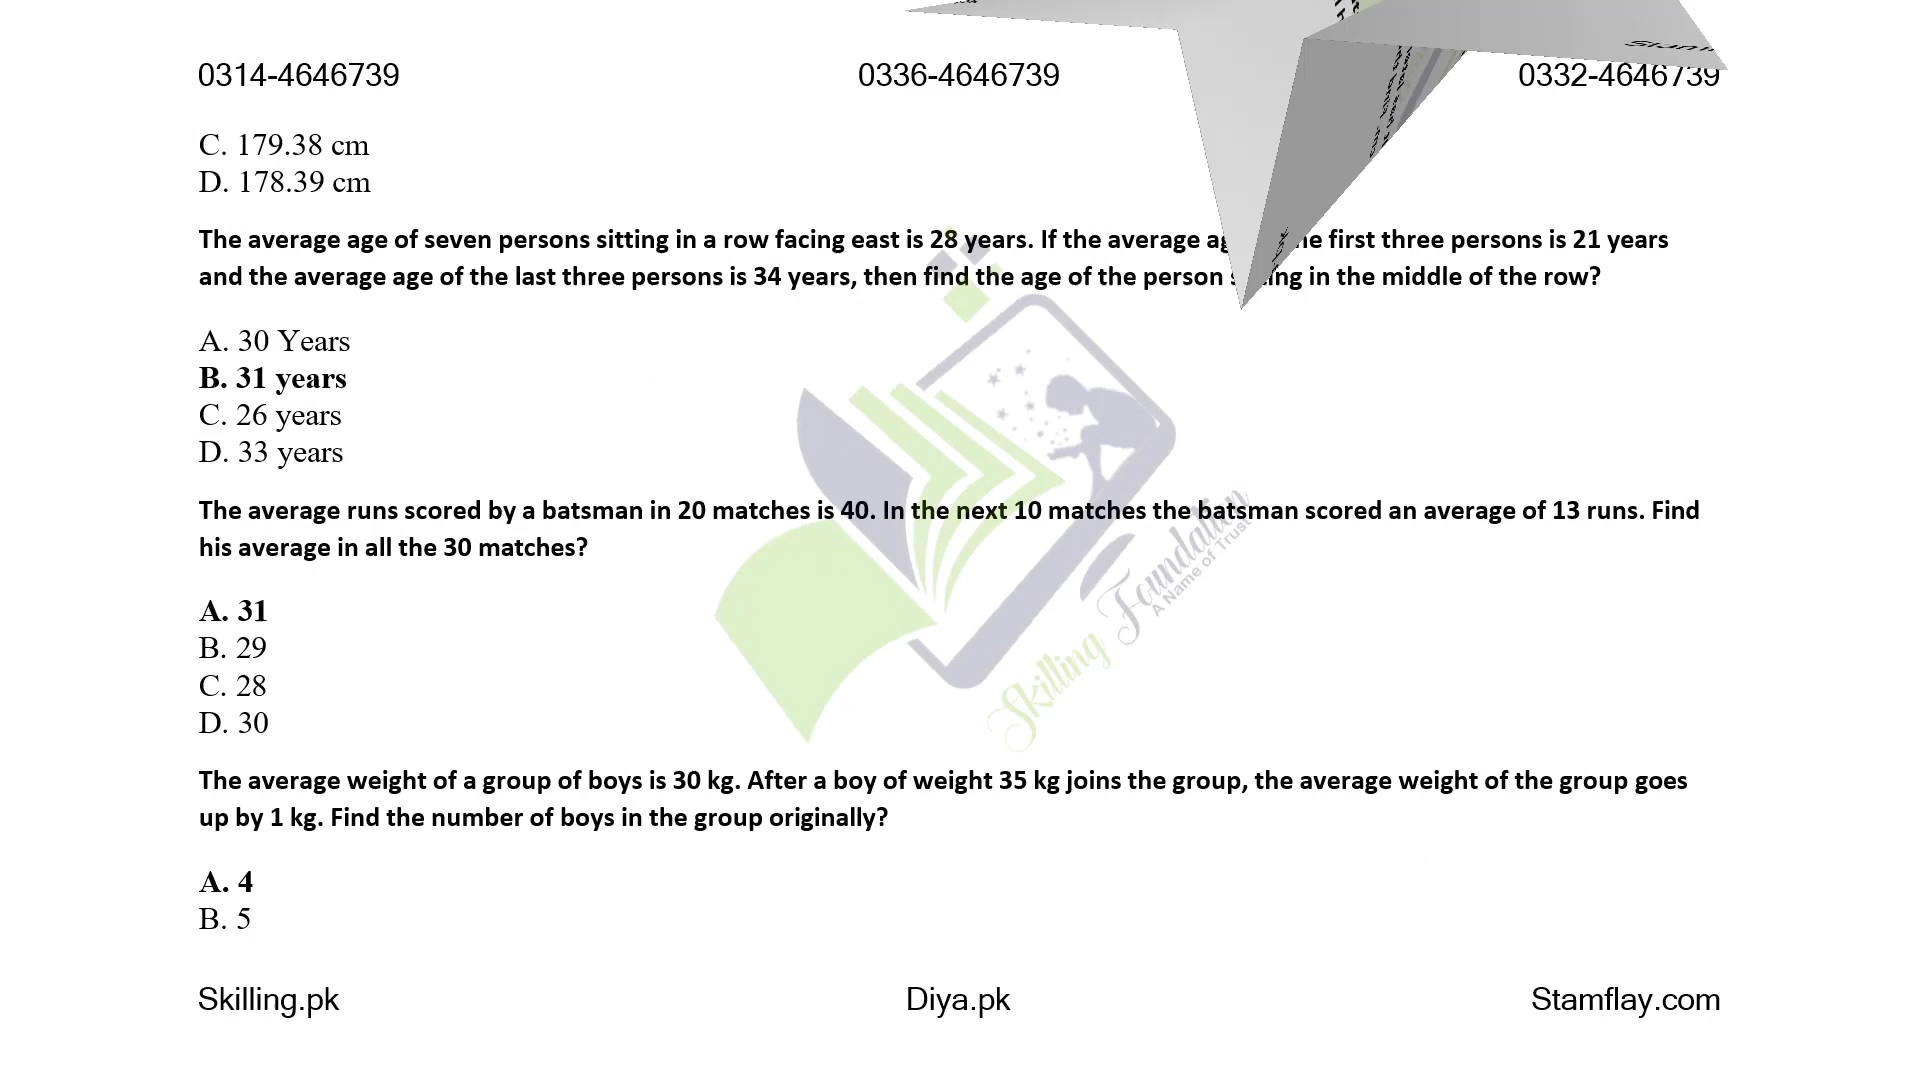 0314-4646739 0336-4646739 0332-4646739
C. 179.38 cm
D. 178.39 cm
The average age of seven persons sitting in a row facing east is 28 years. If the average first three persons is 21 years
and the average age of the last three persons is 34 years, then find the age of the person in the middle of the row?
A. 30 Years
B. 31 years
C. 26 years
D. 33 years
The average runs scored by a batsman in 20 matches is 40. In the next 10 matches the batsman scored an average of 13 runs. Find
his average in all the 30 matches?
A. 31
B. 29
C. 28
D. 30
Skilling Foundation
A Name of Trust
The average weight of a group of boys is 30 kg. After a boy of weight 35 kg joins the group, the average weight of the group goes
up by 1 kg. Find the number of boys in the group originally?
A. 4
B. 5
Skilling.pk Diya.pk Stamflay.com